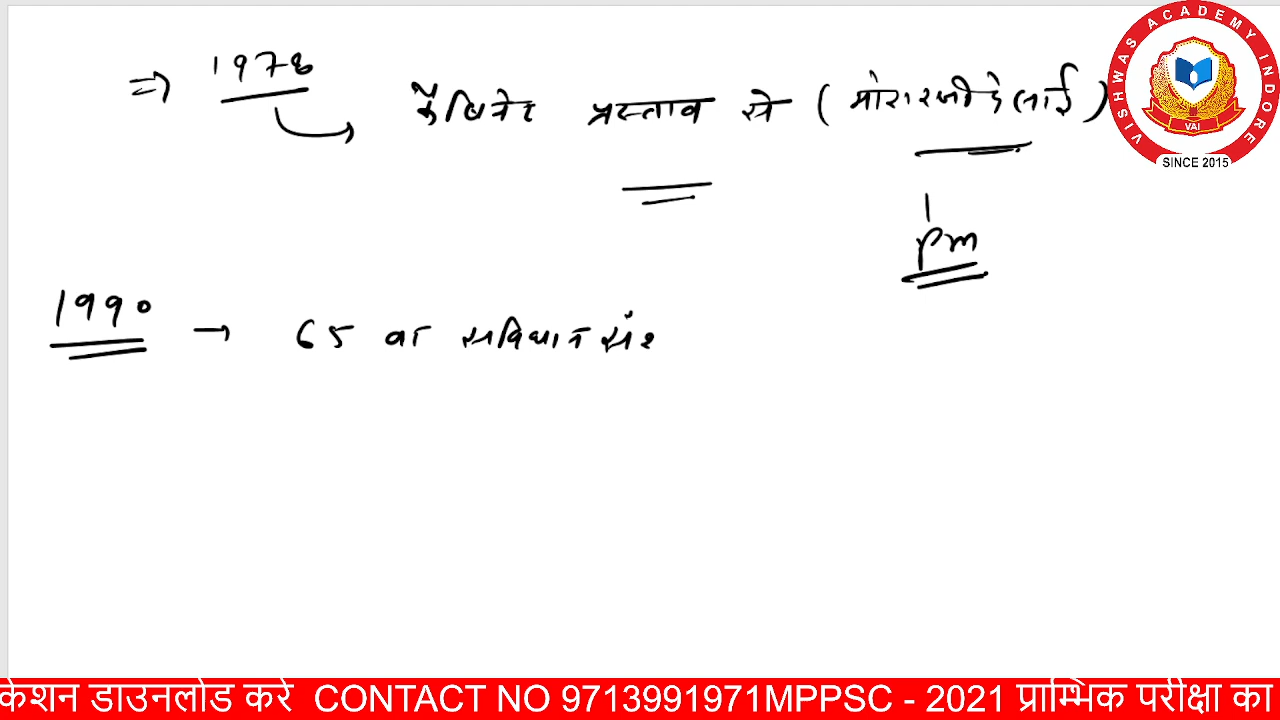 ⇒ 1978
कैबिनेट प्रस्ताव से (मोरारजी देसाई)
PM
1990 → 65 वा सविधान सं
VISHWAS ACADEMY INDORE
VAI
SINCE 2015
केशन डाउनलोड करे CONTACT NO 9713991971MPPSC - 2021 प्राम्भिक परीक्षा का